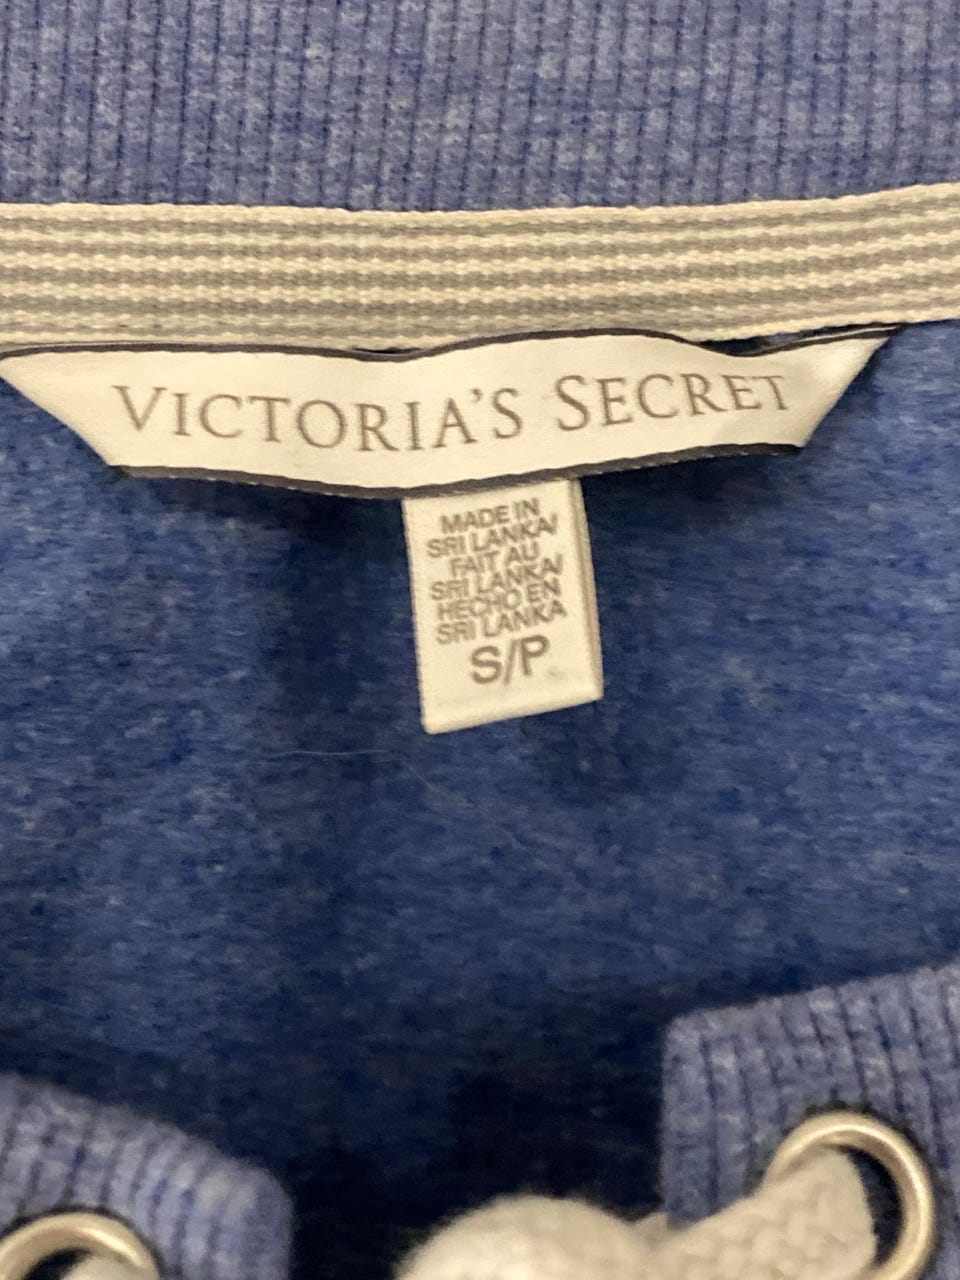 VICTORIA'S SECRET
MADE IN
SRI LANKA/
FAIT AU
SRI LANKA/
HECHO EN
SRI LANKA
S/P